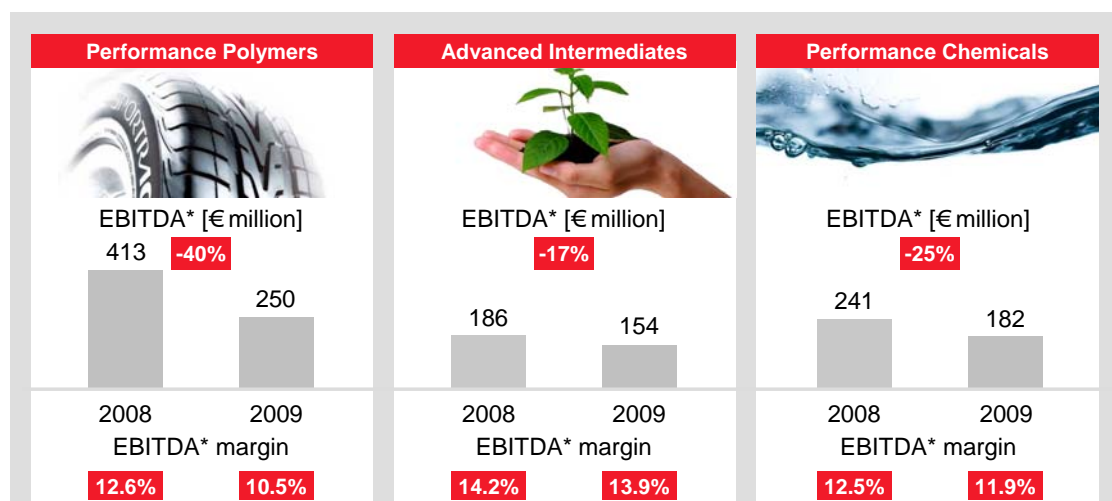 Performance Polymers
EBITDA* [€ million]
413 -40%
250
2008 2009
EBITDA* margin
12.6% 10.5%
Advanced Intermediates
EBITDA* [€ million]
-17%
186 154
2008 2009
EBITDA* margin
14.2% 13.9%
Performance Chemicals
EBITDA* [€ million]
-25%
241 182
2008 2009
EBITDA* margin
12.5% 11.9%